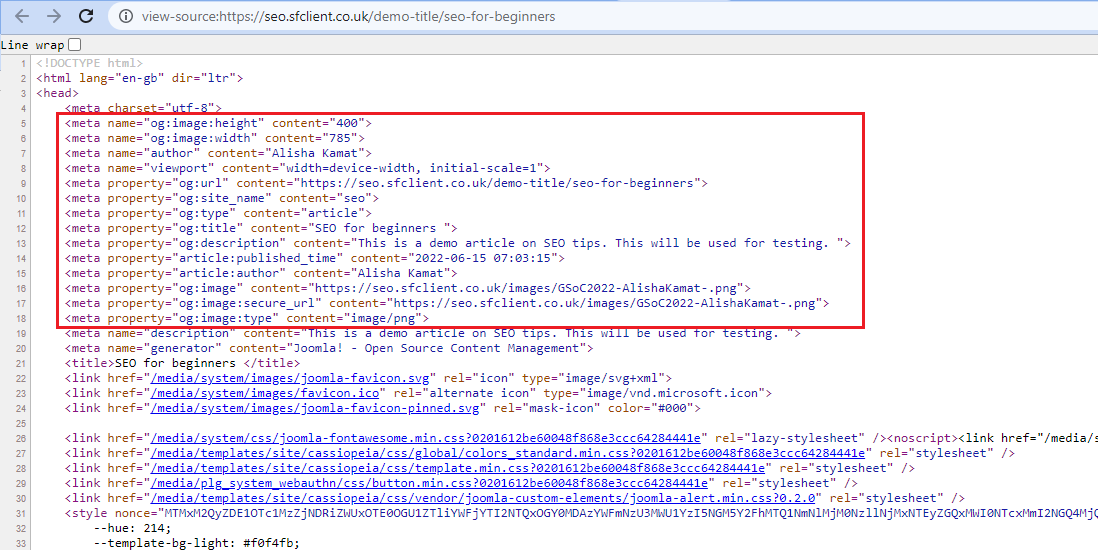 view-source:https://seo.sfclient.co.uk/demo-title/seo-for-beginners
Line wrap
1 <!DOCTYPE html>
2 <html lang="en-gb" dir="ltr">
3 <head>
4 <meta charset="utf-8">
5 <meta name="og:image:height" content="400">
6 <meta name="og:image:width" content="785">
7 <meta name="author" content="Alisha Kamat">
8 <meta name="viewport" content="width=device-width, initial-scale=1">
9 <meta property="og:url" content="https://seo.sfclient.co.uk/demo-title/seo-for-beginners">
10 <meta property="og:site_name" content="seo">
11 <meta property="og:type" content="article">
12 <meta property="og:title" content="SEO for beginners ">
13 <meta property="og:description" content="This is a demo article on SEO tips. This will be used for testing. ">
14 <meta property="article:published_time" content="2022-06-15 07:03:15">
15 <meta property="article:author" content="Alisha Kamat">
16 <meta property="og:image" content="https://seo.sfclient.co.uk/images/GSoC2022-AlishaKamat-.png">
17 <meta property="og:image:secure_url" content="https://seo.sfclient.co.uk/images/GSoC2022-AlishaKamat-.png">
18 <meta property="og:image:type" content="image/png">
19 <meta name="description" content="This is a demo article on SEO tips. This will be used for testing. ">
20 <meta name="generator" content="Joomla! - Open Source Content Management">
21 <title>SEO for beginners </title>
22 <link href="/media/system/images/joomla-favicon.svg" rel="icon" type="image/svg+xml">
23 <link href="/media/system/images/favicon.ico" rel="alternate icon" type="image/vnd.microsoft.icon">
24 <link href="/media/system/images/joomla-favicon-pinned.svg" rel="mask-icon" color="#000">
25
26 <link href="/media/system/css/joomla-fontawesome.min.css?0201612be60048f868e3ccc64284441e" rel="lazy-stylesheet" /><noscript><link href="/media/s
27 <link href="/media/templates/site/cassiopeia/css/global/colors_standard.min.css?0201612be60048f868e3ccc64284441e" rel="stylesheet" />
28 <link href="/media/templates/site/cassiopeia/css/template.min.css?0201612be60048f868e3ccc64284441e" rel="stylesheet" />
29 <link href="/media/plg_system_webauthn/css/button.min.css?0201612be60048f868e3ccc64284441e" rel="stylesheet" />
30 <link href="/media/templates/site/cassiopeia/css/vendor/joomla-custom-elements/joomla-alert.min.css?0.2.0" rel="stylesheet" />
31 <style nonce=
32 --hue: 214;
33 --template-bg-light: #f0f4fb;